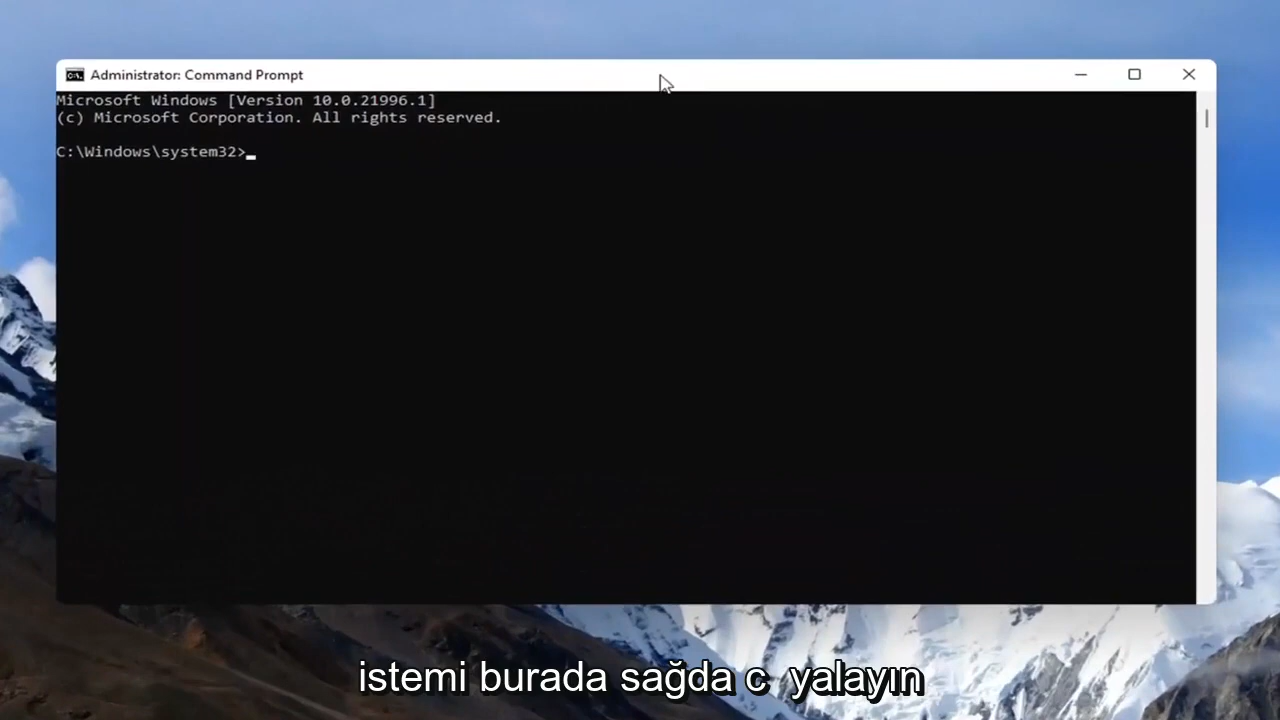 Administrator: Command Prompt
Microsoft Windows [Version 10.0.21996.1]
(c) Microsoft Corporation. All rights reserved.
C:\Windows\system32>
istemi burada sağda c yalayın